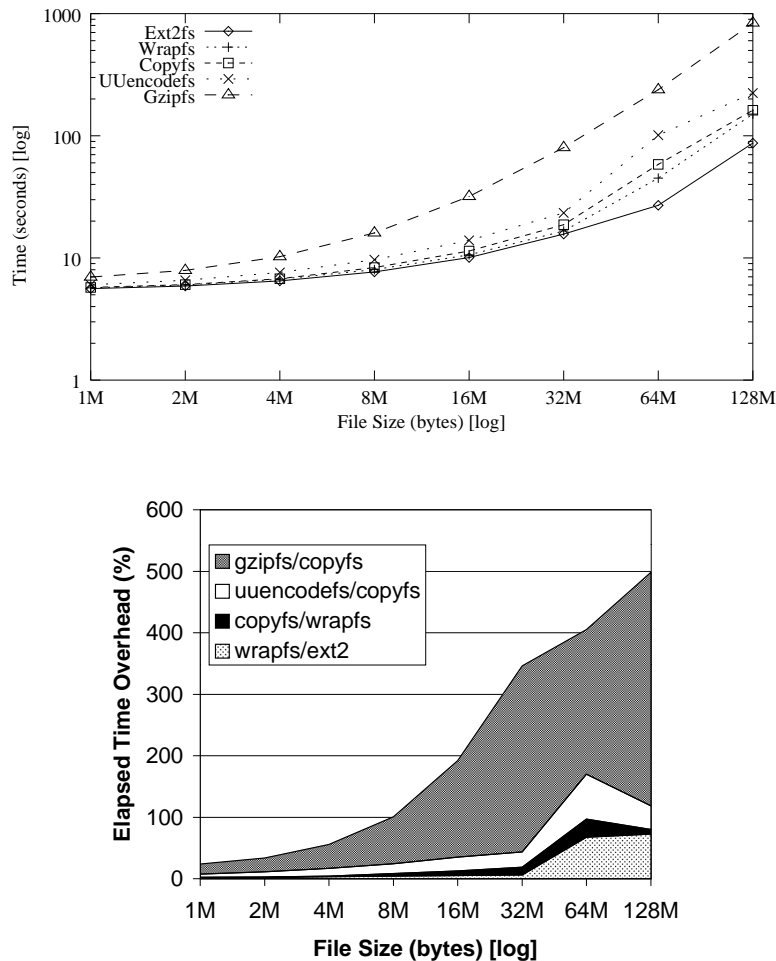 1000
100
10
1
Time (seconds) [log]
Ext2fs
Wrapfs
Copyfs
UUencodefs
Gzipfs
1M 2M 4M 8M 16M 32M 64M 128M
File Size (bytes) [log]
600
500
400
300
200
100
0
Elapsed Time Overhead (%)
gzipfs/copyfs
uuencodefs/copyfs
copyfs/wrapfs
wrapfs/ext2
1M 2M 4M 8M 16M 32M 64M 128M
File Size (bytes) [log]